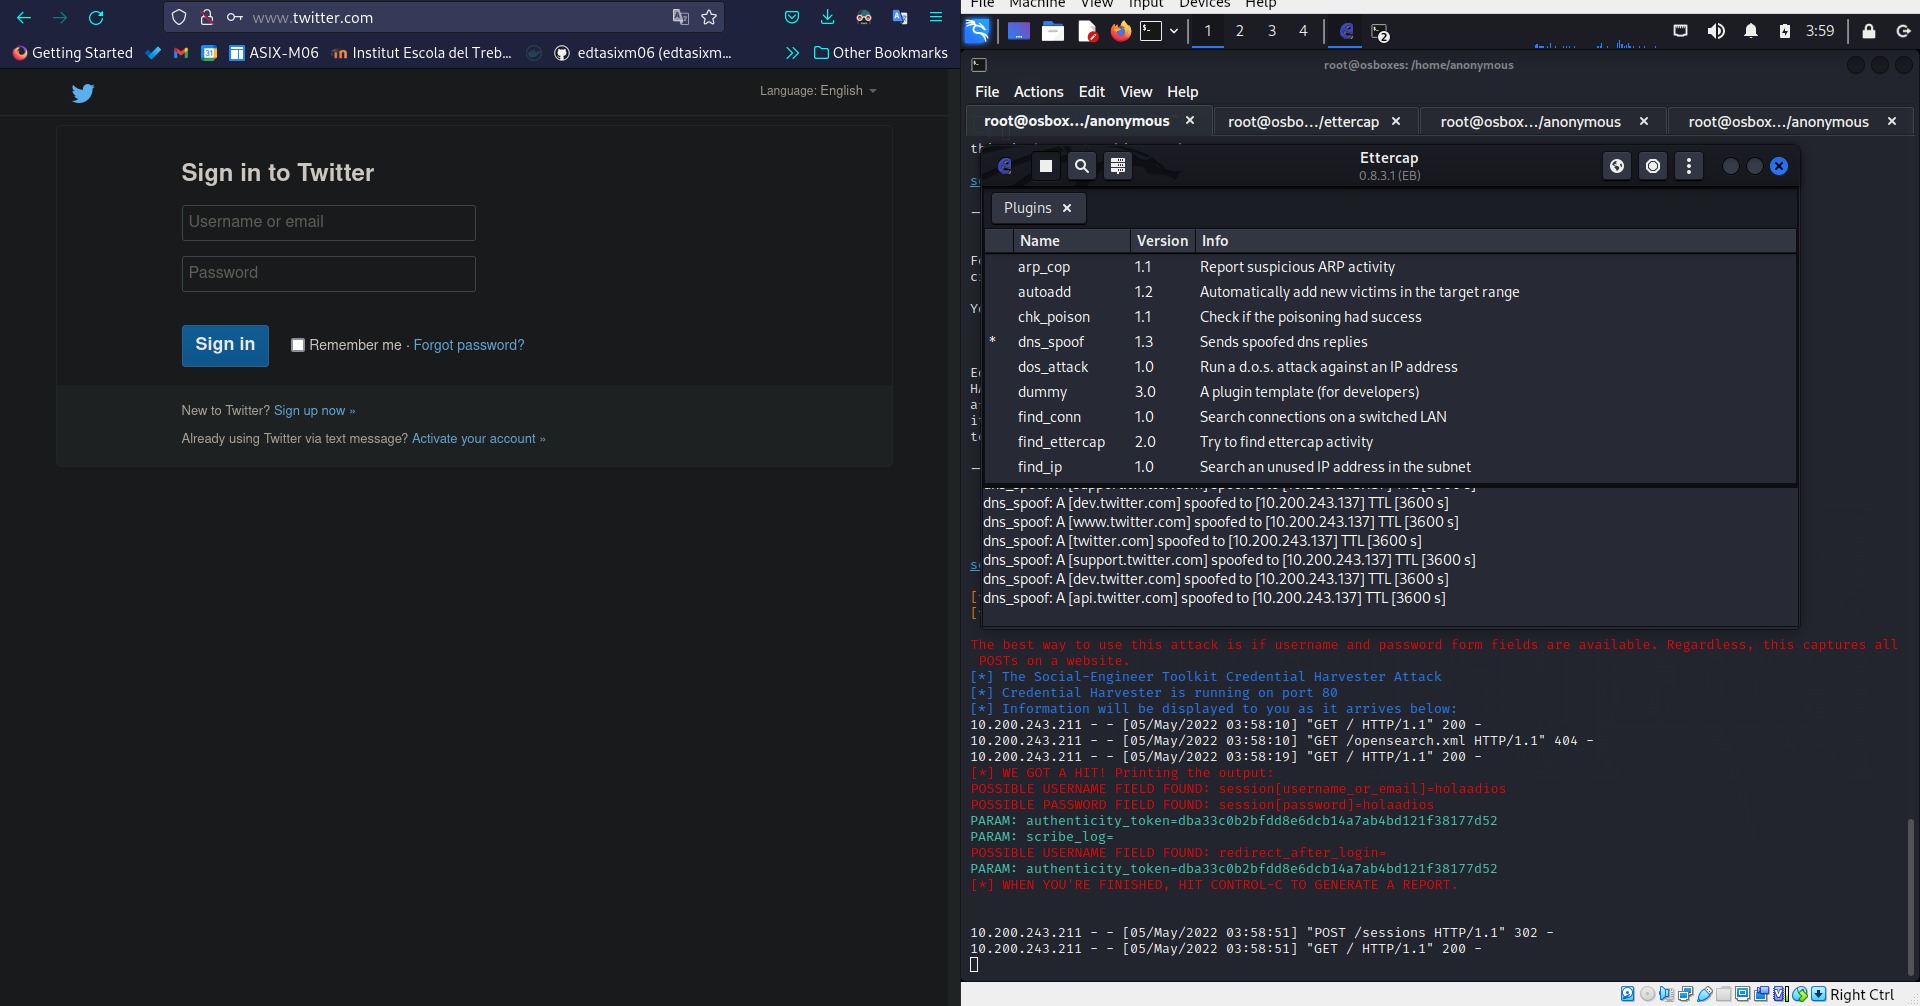 www.twitter.com
Getting Started
ASIX-M06
Institut Escola del Treb...
edtasixm06 (edtasixm...
Other Bookmarks
Language: English
Sign in to Twitter
Username or email
Password
Sign in
Remember me · Forgot password?
New to Twitter? Sign up now »
Already using Twitter via text message? Activate your account »
File Machine View Input Devices Help
1 2 3 4
2
3:59
root@osboxes: /home/anonymous
File Actions Edit View Help
root@osbox.../anonymous
root@osbo.../ettercap
root@osbox.../anonymous
root@osbox.../anonymous
Ettercap
0.8.3.1 (EB)
Plugins
Name Version Info
arp_cop 1.1 Report suspicious ARP activity
autoadd 1.2 Automatically add new victims in the target range
chk_poison 1.1 Check if the poisoning had success
* dns_spoof 1.3 Sends spoofed dns replies
dos_attack 1.0 Run a d.o.s. attack against an IP address
dummy 3.0 A plugin template (for developers)
find_conn 1.0 Search connections on a switched LAN
find_ettercap 2.0 Try to find ettercap activity
find_ip 1.0 Search an unused IP address in the subnet
dns_spoof: A [support.twitter.com] spoofed to [10.200.243.137] TTL [3600 s]
dns_spoof: A [dev.twitter.com] spoofed to [10.200.243.137] TTL [3600 s]
dns_spoof: A [www.twitter.com] spoofed to [10.200.243.137] TTL [3600 s]
dns_spoof: A [twitter.com] spoofed to [10.200.243.137] TTL [3600 s]
dns_spoof: A [support.twitter.com] spoofed to [10.200.243.137] TTL [3600 s]
dns_spoof: A [dev.twitter.com] spoofed to [10.200.243.137] TTL [3600 s]
dns_spoof: A [api.twitter.com] spoofed to [10.200.243.137] TTL [3600 s]
The best way to use this attack is if username and password form fields are available. Regardless, this captures all
POSTs on a website.
[*] The Social-Engineer Toolkit Credential Harvester Attack
[*] Credential Harvester is running on port 80
[*] Information will be displayed to you as it arrives below:
10.200.243.211 - - [05/May/2022 03:58:10] "GET / HTTP/1.1" 200 -
10.200.243.211 - - [05/May/2022 03:58:10] "GET /opensearch.xml HTTP/1.1" 404 -
10.200.243.211 - - [05/May/2022 03:58:19] "GET / HTTP/1.1" 200 -
[*] WE GOT A HIT! Printing the output:
POSSIBLE USERNAME FIELD FOUND: session[username_or_email]=holaadios
POSSIBLE PASSWORD FIELD FOUND: session[password]=holaadios
PARAM: authenticity_token=dba33c0b2bfdd8e6dcb14a7ab4bd121f38177d52
PARAM: scribe_log=
POSSIBLE USERNAME FIELD FOUND: redirect_after_login=
PARAM: authenticity_token=dba33c0b2bfdd8e6dcb14a7ab4bd121f38177d52
[*] WHEN YOU'RE FINISHED, HIT CONTROL-C TO GENERATE A REPORT.
10.200.243.211 - - [05/May/2022 03:58:51] "POST /sessions HTTP/1.1" 302 -
10.200.243.211 - - [05/May/2022 03:58:51] "GET / HTTP/1.1" 200 -
Right Ctrl